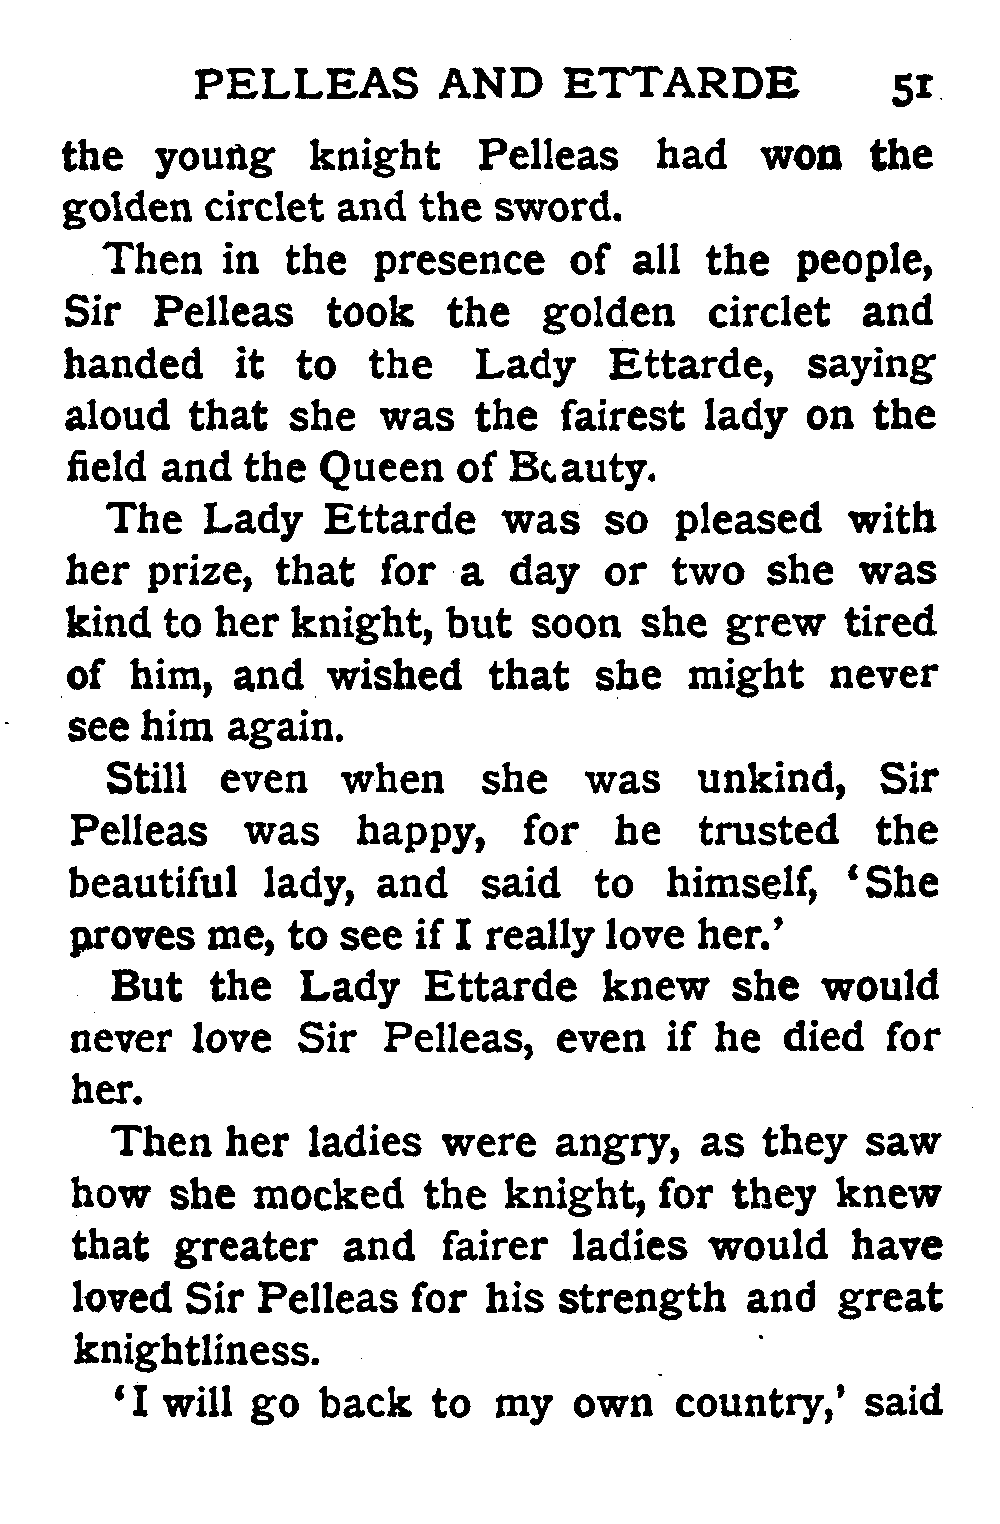 PELLEAS AND ETTARDE 51
the young knight Pelleas had won the
golden circlet and the sword.
Then in the presence of all the people,
Sir Pelleas took the golden circlet and
handed it to the Lady Ettarde, saying
aloud that she was the fairest lady on the
field and the Queen of Beauty.
The Lady Ettarde was so pleased with
her prize, that for a day or two she was
kind to her knight, but soon she grew tired
of him, and wished that she might never
see him again.
Still even when she was unkind, Sir
Pelleas was happy, for he trusted the
beautiful lady, and said to himself, ‘She
proves me, to see if I really love her.’
But the Lady Ettarde knew she would
never love Sir Pelleas, even if he died for
her.
Then her ladies were angry, as they saw
how she mocked the knight, for they knew
that greater and fairer ladies would have
loved Sir Pelleas for his strength and great
knightliness.
‘I will go back to my own country,’ said